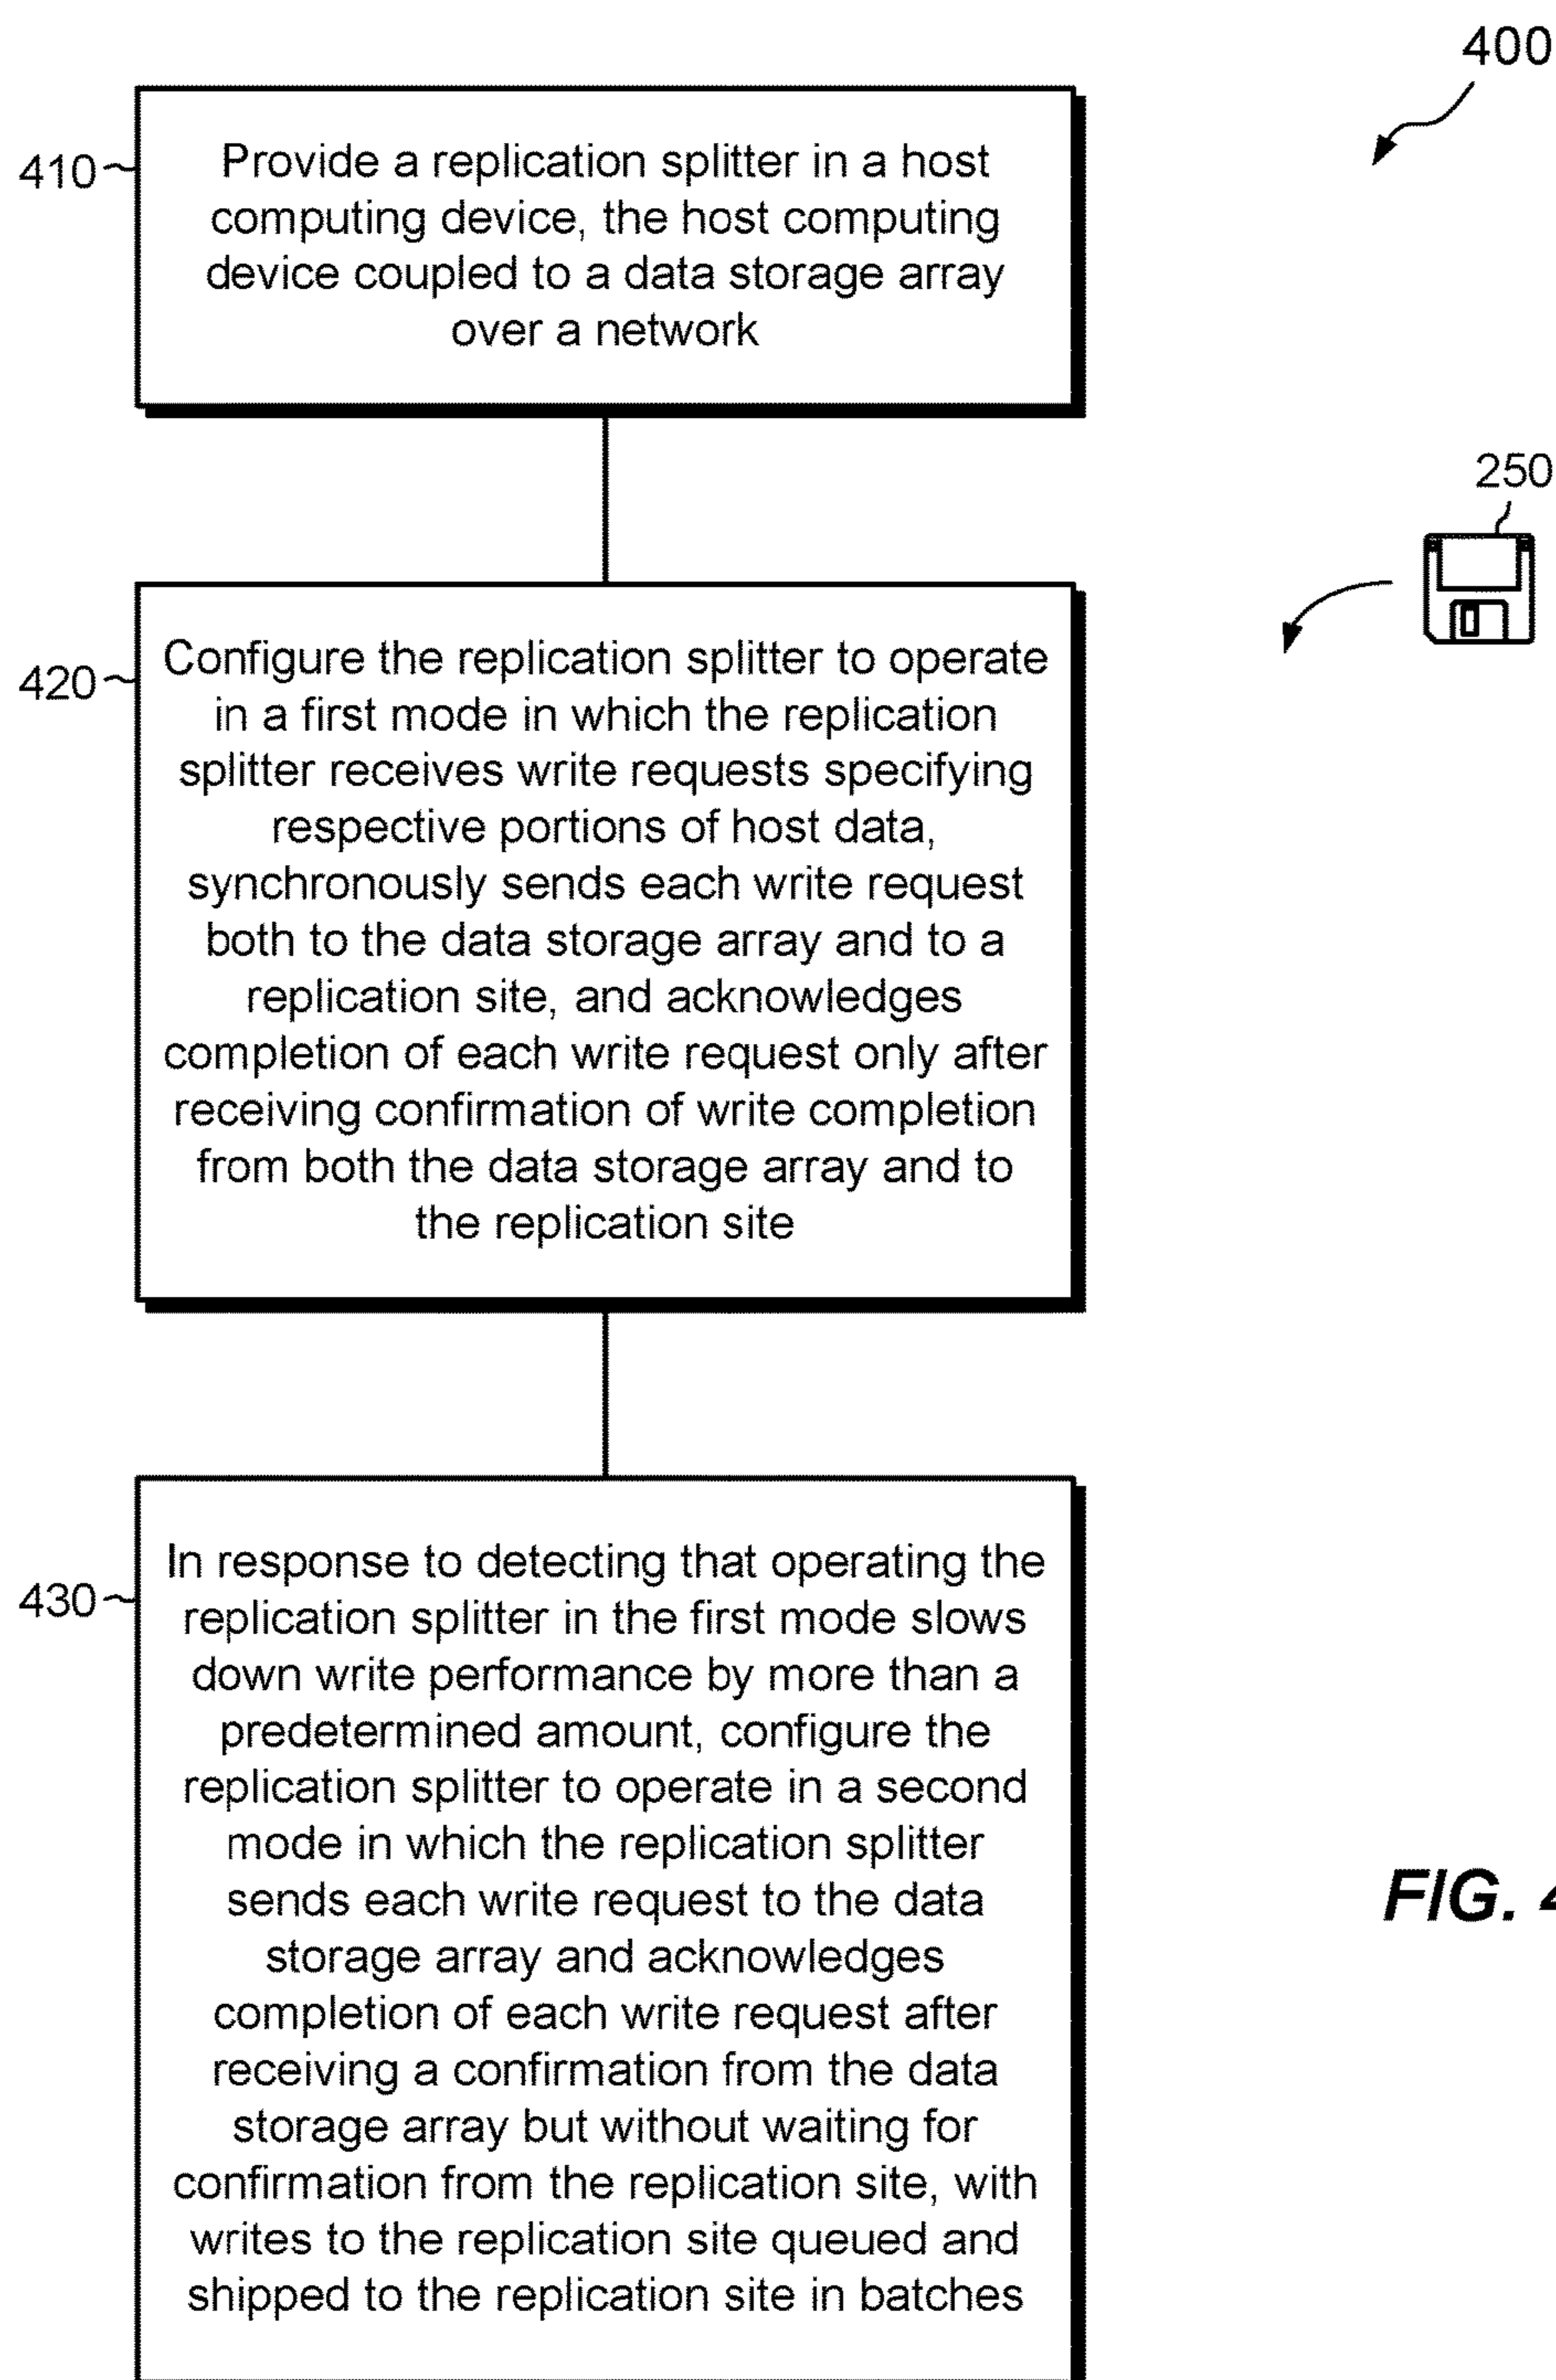 400
410
Provide a replication splitter in a host
computing device, the host computing
device coupled to a data storage array
over a network
250
420
Configure the replication splitter to operate
in a first mode in which the replication
splitter receives write requests specifying
respective portions of host data,
synchronously sends each write request
both to the data storage array and to a
replication site, and acknowledges
completion of each write request only after
receiving confirmation of write completion
from both the data storage array and to
the replication site
430
In response to detecting that operating the
replication splitter in the first mode slows
down write performance by more than a
predetermined amount, configure the
replication splitter to operate in a second
mode in which the replication splitter
sends each write request to the data
storage array and acknowledges
completion of each write request after
receiving a confirmation from the data
storage array but without waiting for
confirmation from the replication site, with
writes to the replication site queued and
shipped to the replication site in batches
FIG. 4